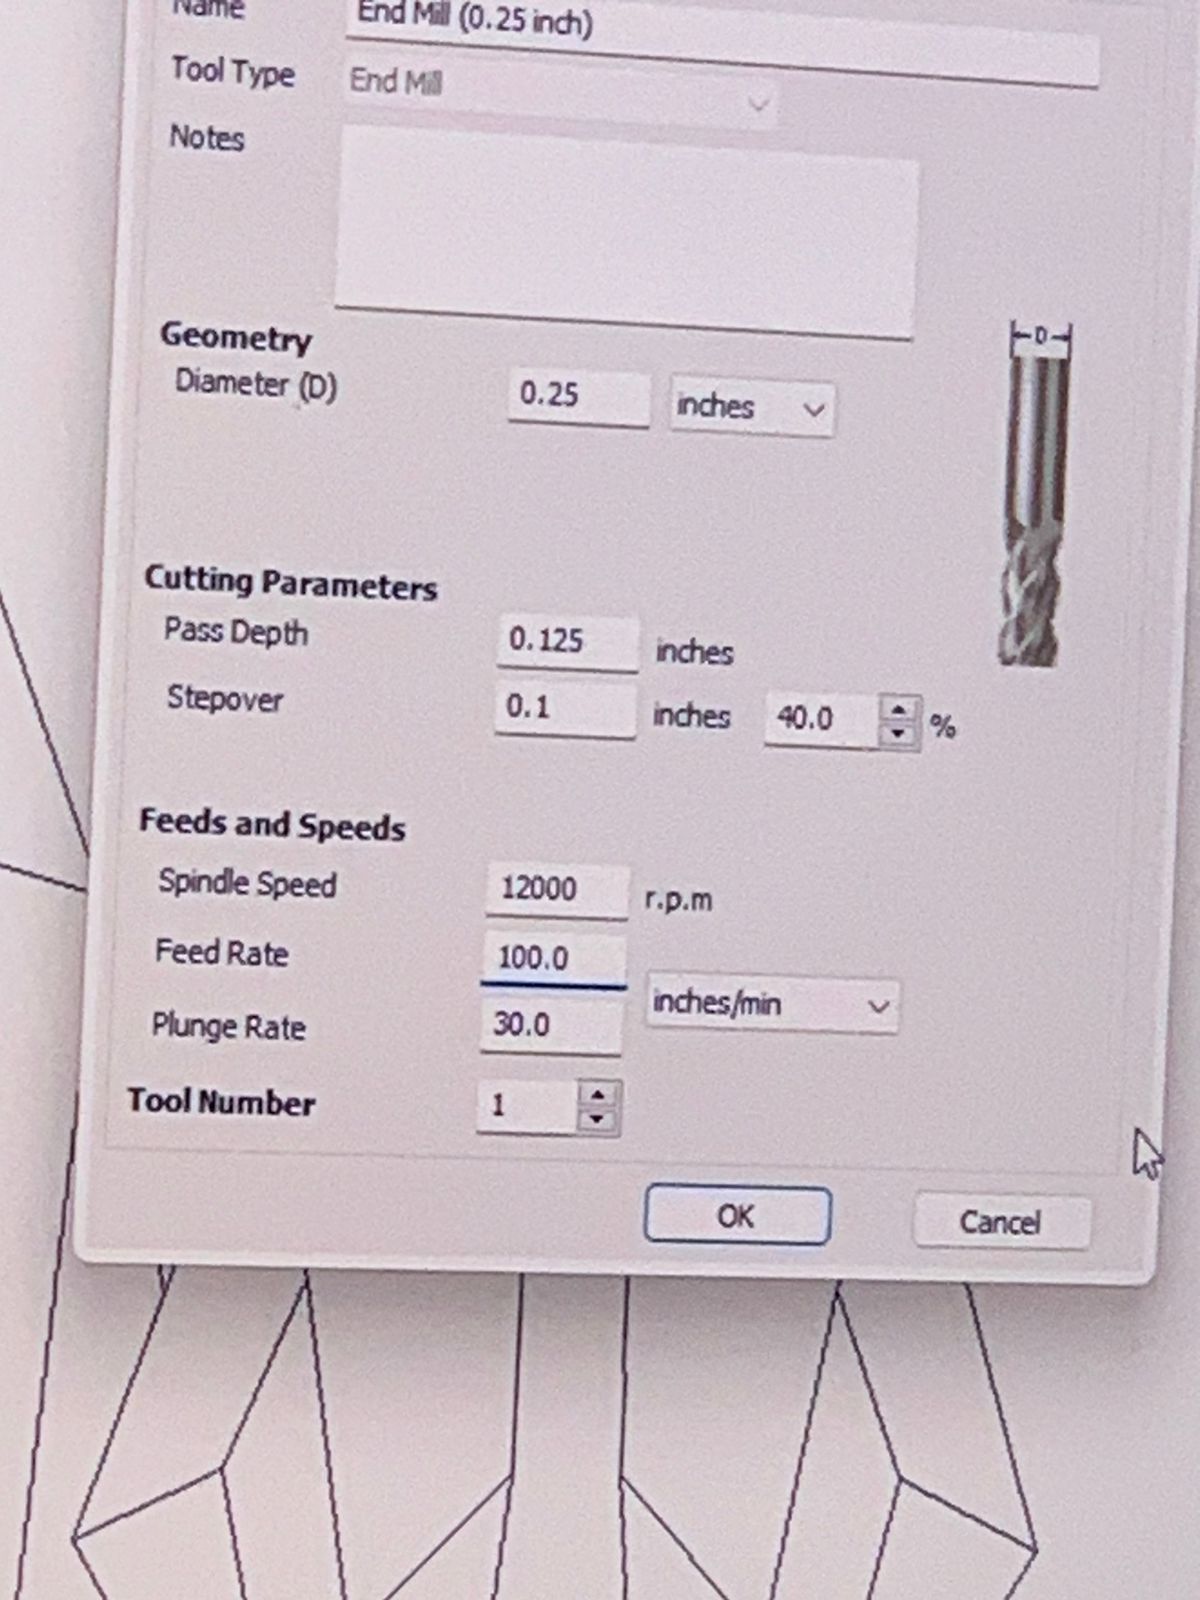 Name End Mill (0.25 inch)
Tool Type End Mill
Notes
D
Geometry
Diameter (D) 0.25 inches
Cutting Parameters
Pass Depth 0.125 inches
Stepover 0.1 inches 40.0 %
Feeds and Speeds
Spindle Speed 12000 r.p.m
Feed Rate 100.0
inches/min
Plunge Rate 30.0
Tool Number 1
OK Cancel